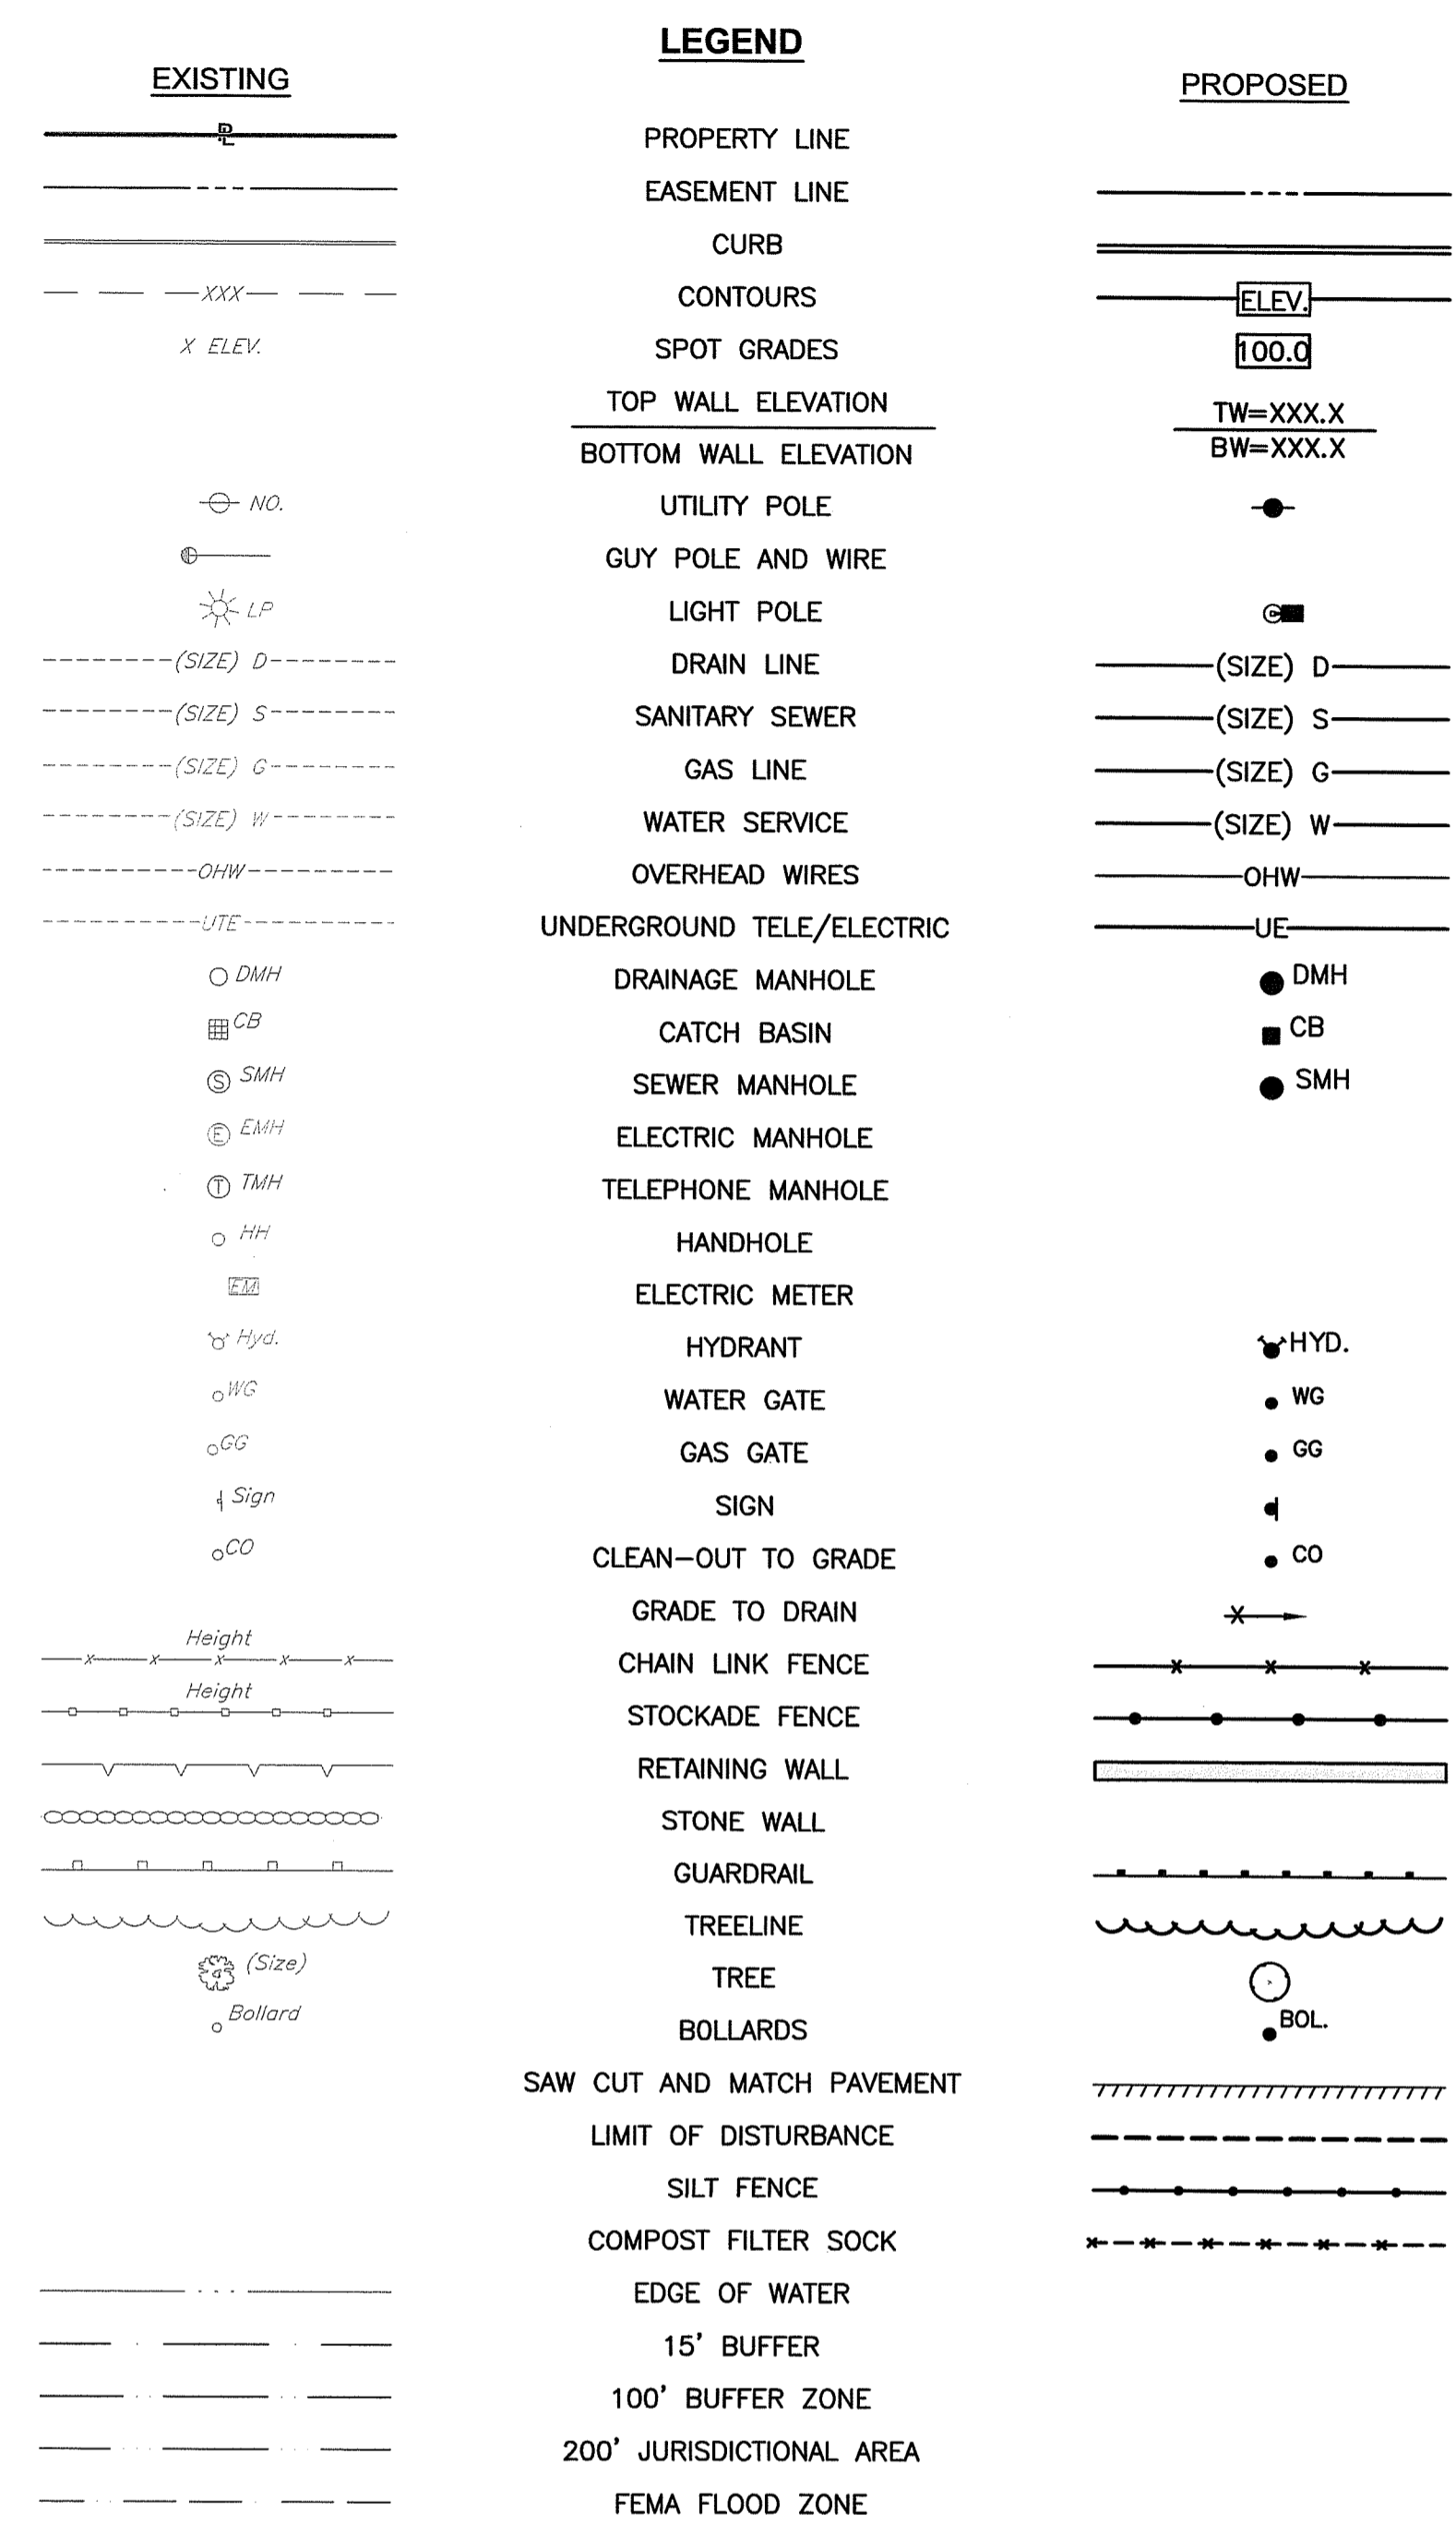 LEGEND
EXISTING
PROPOSED
PL PROPERTY LINE
EASEMENT LINE
CURB
XXX CONTOURS ELEV.
X ELEV. SPOT GRADES 100.0
TOP WALL ELEVATION TW=XXX.X
BOTTOM WALL ELEVATION BW=XXX.X
NO. UTILITY POLE
GUY POLE AND WIRE
LP LIGHT POLE
(SIZE) D DRAIN LINE (SIZE) D
(SIZE) S SANITARY SEWER (SIZE) S
(SIZE) G GAS LINE (SIZE) G
(SIZE) W WATER SERVICE (SIZE) W
OHW OVERHEAD WIRES OHW
UTE UNDERGROUND TELE/ELECTRIC UE
DMH DRAINAGE MANHOLE DMH
CB CATCH BASIN CB
S SMH SEWER MANHOLE SMH
E EMH ELECTRIC MANHOLE
T TMH TELEPHONE MANHOLE
HH HANDHOLE
EM ELECTRIC METER
Hyd. HYDRANT HYD.
WG WATER GATE WG
GG GAS GATE GG
Sign SIGN
CO CLEAN-OUT TO GRADE CO
GRADE TO DRAIN
Height CHAIN LINK FENCE
Height STOCKADE FENCE
RETAINING WALL
STONE WALL
GUARDRAIL
TREELINE
(Size) TREE
Bollard BOLLARDS BOL.
SAW CUT AND MATCH PAVEMENT
LIMIT OF DISTURBANCE
SILT FENCE
COMPOST FILTER SOCK
EDGE OF WATER
15' BUFFER
100' BUFFER ZONE
200' JURISDICTIONAL AREA
FEMA FLOOD ZONE